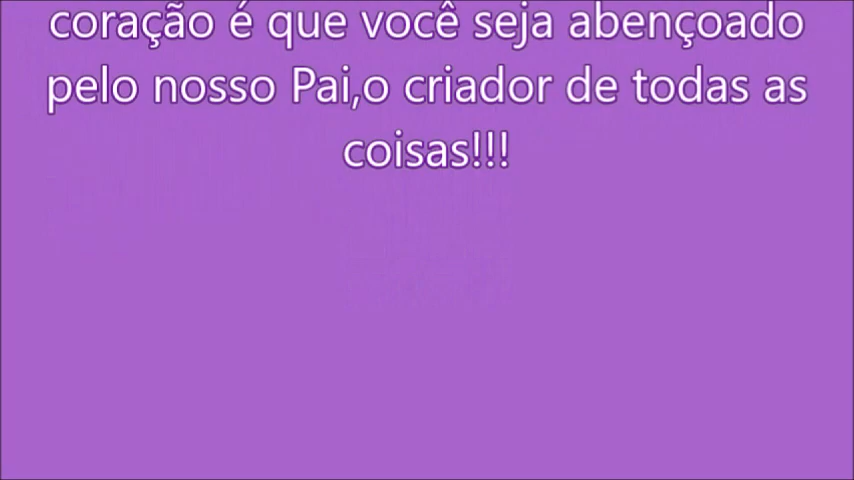 coração é que você seja abençoado
pelo nosso Pai,o criador de todas as
coisas!!!